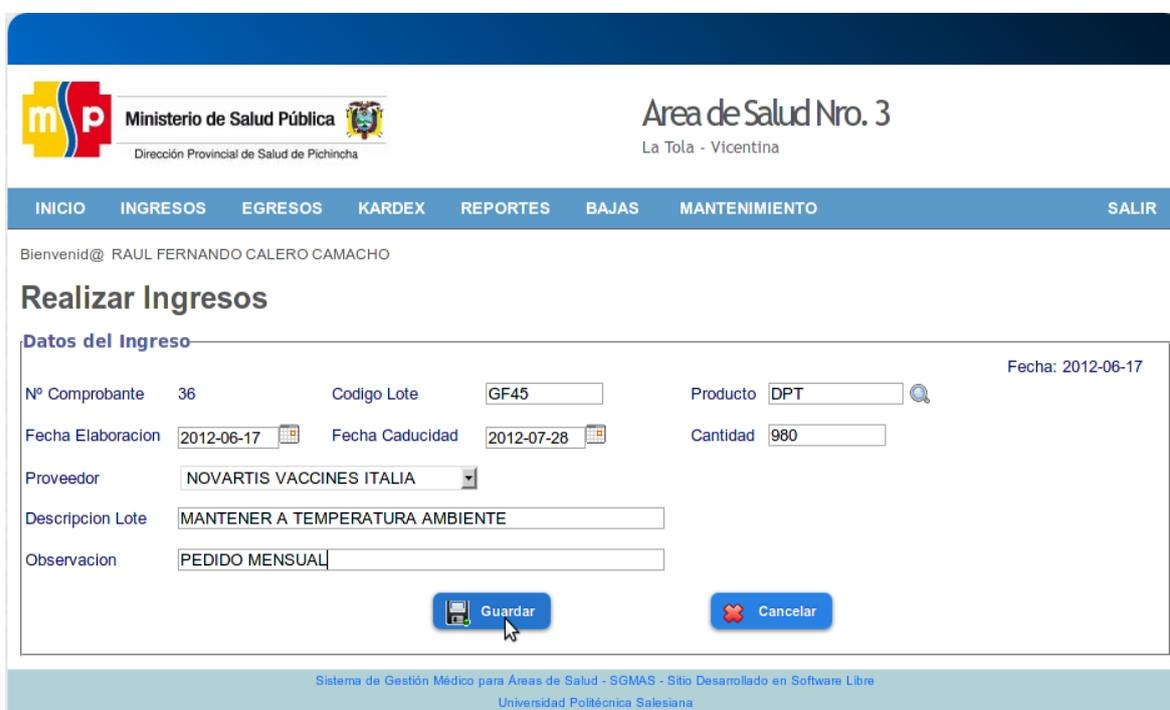 msp
Ministerio de Salud Pública
Dirección Provincial de Salud de Pichincha
Area de Salud Nro. 3
La Tola - Vicentina
INICIO INGRESOS EGRESOS KARDEX REPORTES BAJAS MANTENIMIENTO SALIR
Bienvenid@ RAUL FERNANDO CALERO CAMACHO
Realizar Ingresos
Datos del Ingreso
Fecha: 2012-06-17
Nº Comprobante 36 Codigo Lote GF45 Producto DPT
Fecha Elaboracion 2012-06-17 Fecha Caducidad 2012-07-28 Cantidad 980
Proveedor NOVARTIS VACCINES ITALIA
Descripcion Lote MANTENER A TEMPERATURA AMBIENTE
Observacion PEDIDO MENSUAL
Guardar Cancelar
Sistema de Gestión Médico para Áreas de Salud - SGMAS - Sitio Desarrollado en Software Libre
Universidad Politécnica Salesiana